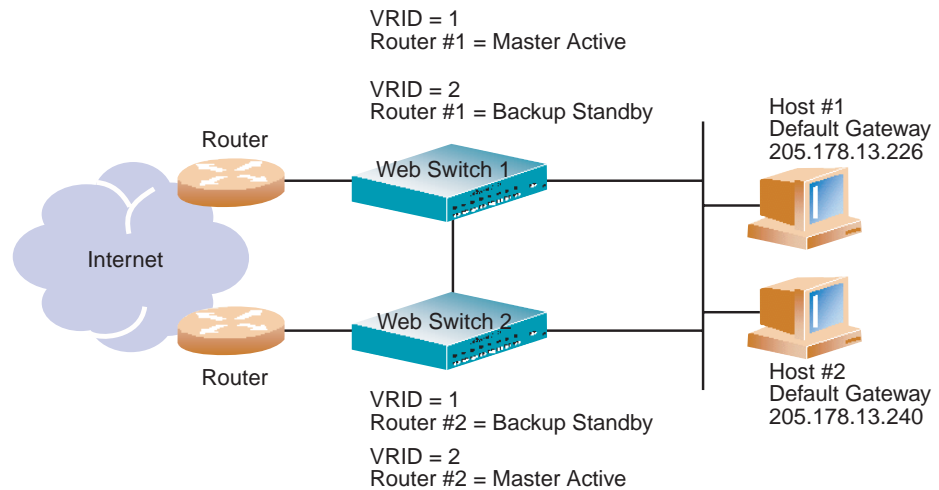 VRID = 1
Router #1 = Master Active
VRID = 2
Router #1 = Backup Standby
Host #1
Default Gateway
205.178.13.226
Router
Web Switch 1
Internet
Web Switch 2
Router
Host #2
Default Gateway
205.178.13.240
VRID = 1
Router #2 = Backup Standby
VRID = 2
Router #2 = Master Active